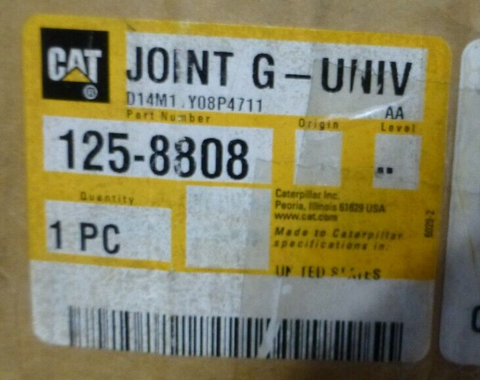 CAT ®
JOINT G-UNIV
D14M1.Y08P4711
AA
Part Number
Origin
Level
125-8808
Quantity
1 PC
Caterpillar Inc.
Peoria, Illinois 61629 USA
www.cat.com
Made to Caterpillar
specifications in:
UNITED STATES